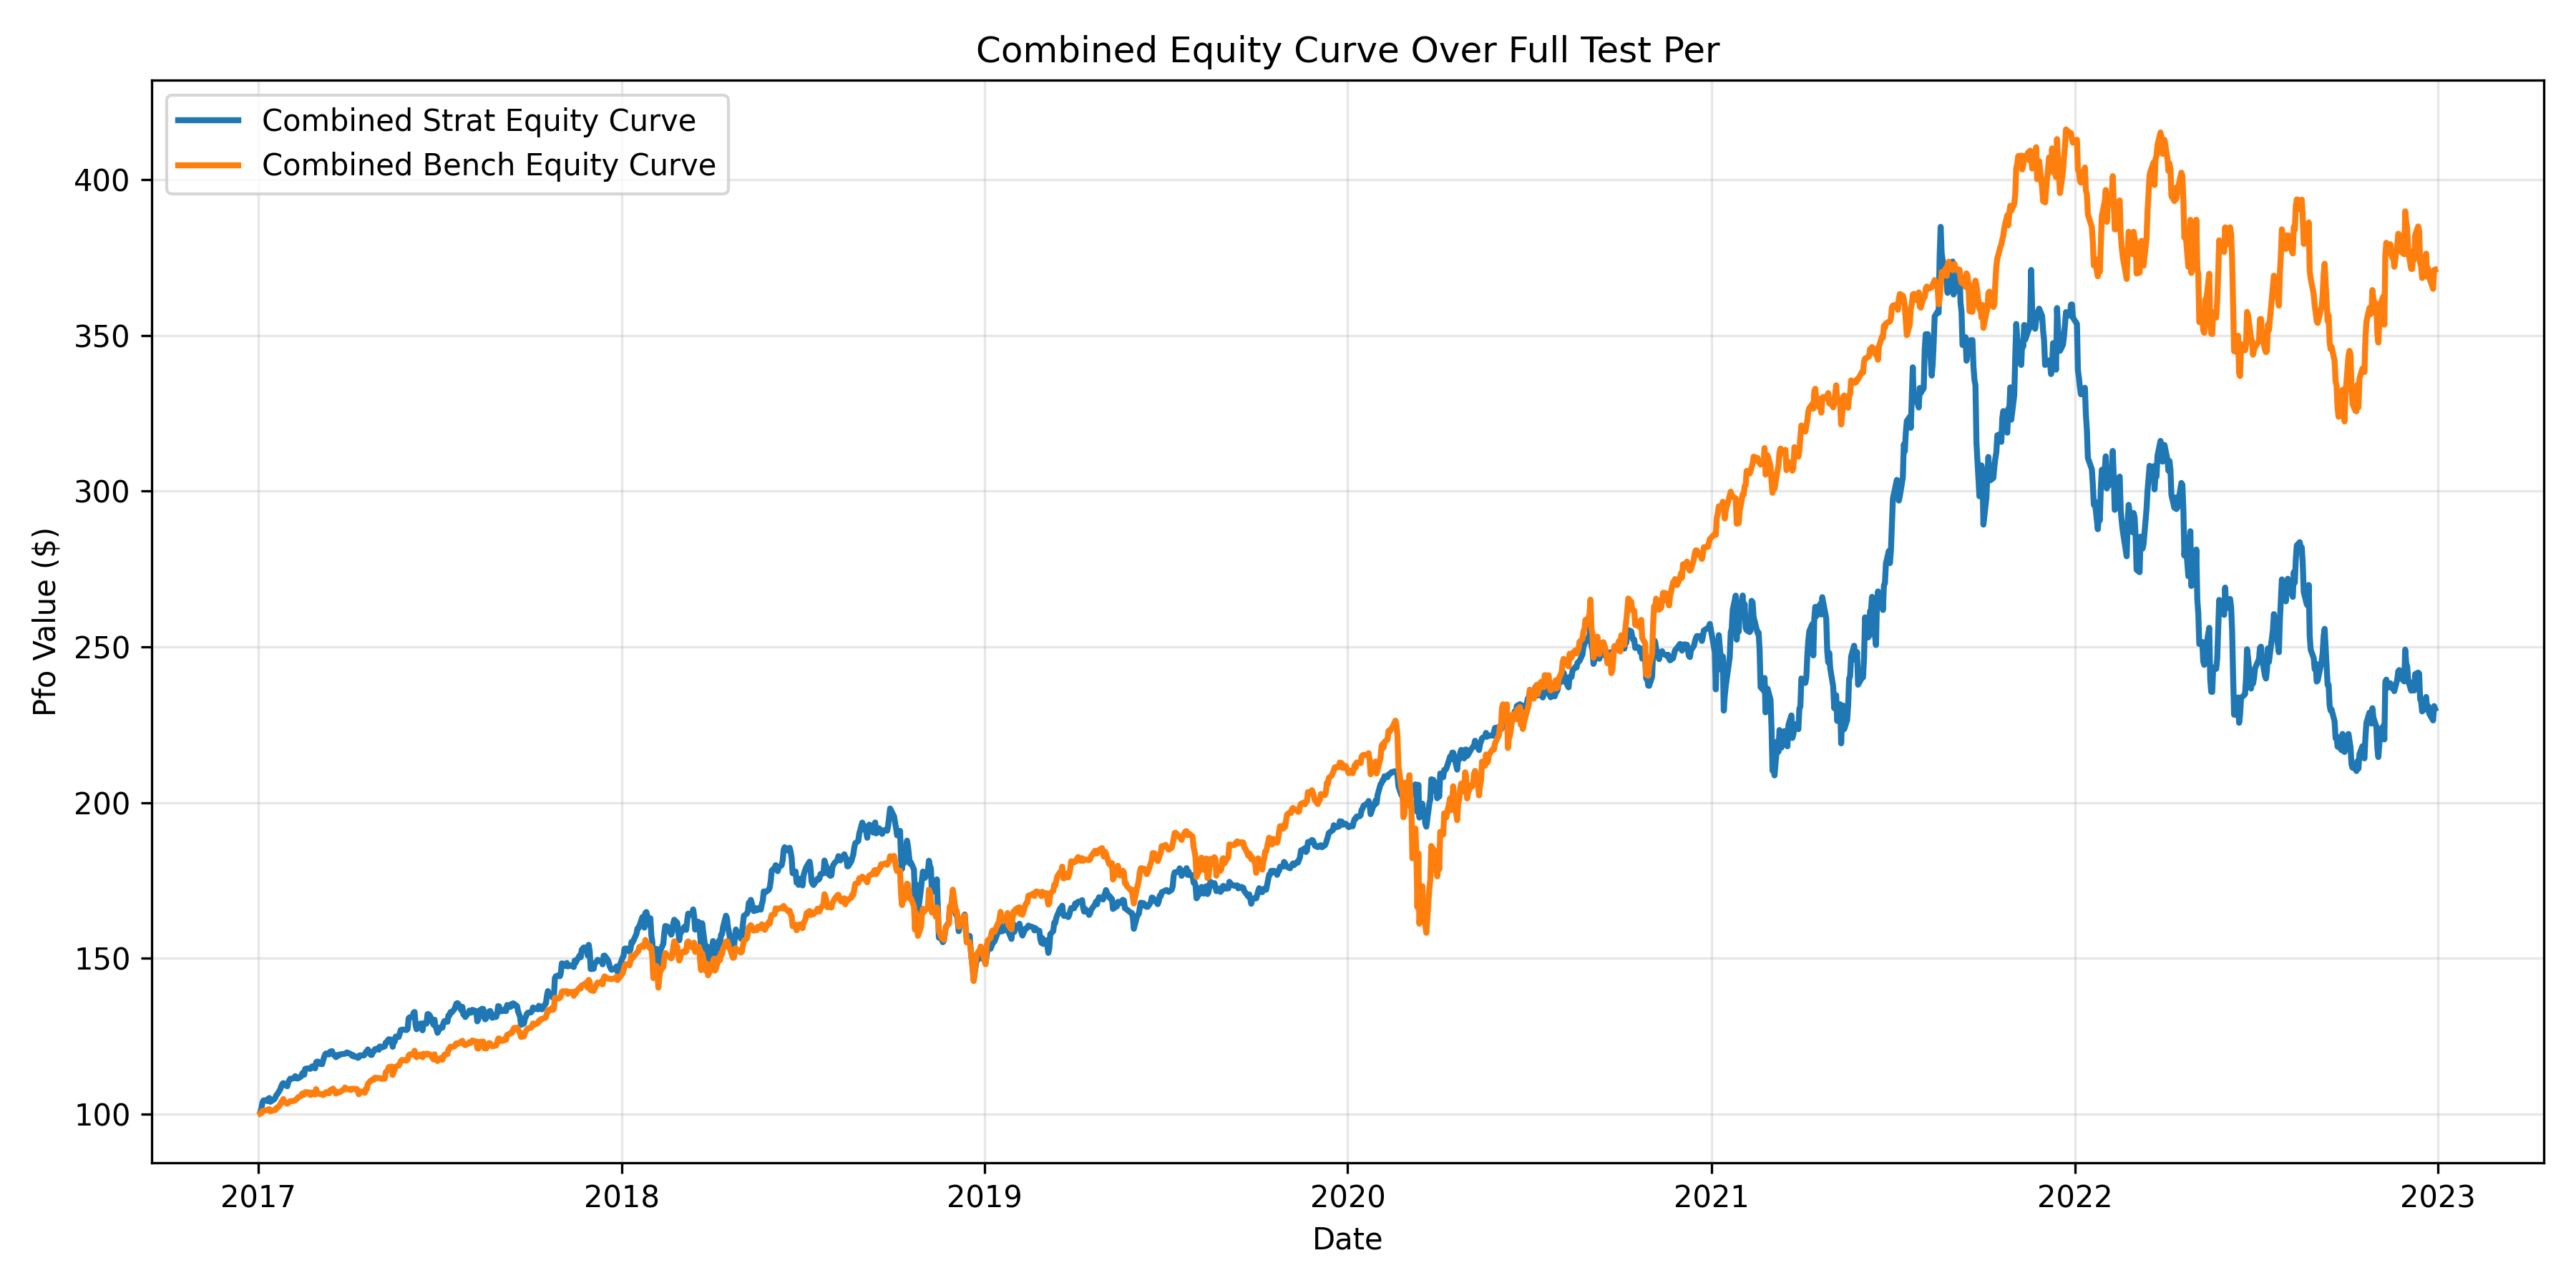 Combined Equity Curve Over Full Test Per
Combined Strat Equity Curve
Combined Bench Equity Curve
Pfo Value ($)
400
350
300
250
200
150
100
2017 2018 2019 2020 2021 2022 2023
Date